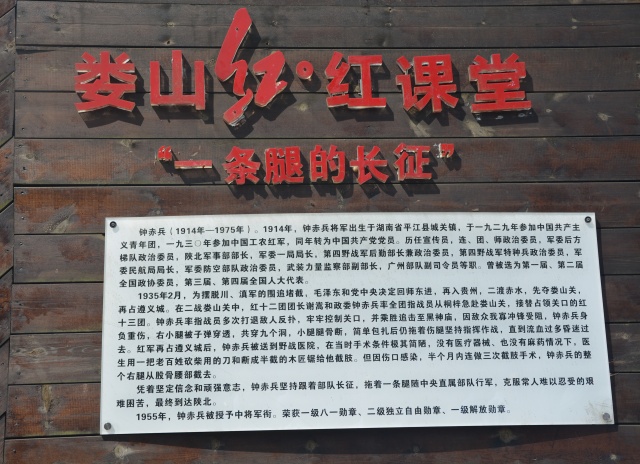 娄山红·红课堂
“一条腿的长征”
钟赤兵（1914年—1975年）。1914年，钟赤兵将军出生于湖南省平江县城关镇，于一九二九年参加中国共产主
义青年团，一九三〇年参加中国工农红军，同年转为中国共产党党员。历任宣传员，连、团、师政治委员，军委后方
梯队政治委员，陕北军事部部长，军委一局局长，第四野战军后勤部长兼政治委员，第四野战军特种兵政治委员，军
委民航局局长，军委防空部队政治委员，武装力量监察部副部长，广州部队副司令员等职。曾被选为第一届、第二届
全国政协委员，第三届、第四届全国人大代表。
1935年2月，为摆脱川、滇军的围追堵截，毛泽东和党中央决定回师东进，再入贵州，二渡赤水，先夺娄山关，
再占遵义城。在二战娄山关中，红十二团团长谢嵩和政委钟赤兵率全团指战员从桐梓急赴娄山关，接替占领关口的红
十三团。钟赤兵率指战员多次打退敌人反扑，牢牢控制关口，并乘胜追击至黑神庙，因敌众我寡冲锋受阻，钟赤兵身
负重伤，右小腿被子弹穿透，共穿九个洞，小腿腿骨断，简单包扎后仍拖着伤腿坚持指挥作战，直到流血过多昏迷过
去。红军再占遵义城后，钟赤兵被送到野战医院，在当时手术条件极其简陋，没有医疗器械、也没有麻药情况下，医
生用一把老百姓砍柴用的刀和断成半截的木匠锯给他截肢。但因伤口感染，半个月内连做三次截肢手术，钟赤兵的整
个右腿从股骨腰部截去。
凭着坚定信念和顽强意志，钟赤兵坚持跟着部队长征，拖着一条腿随中央直属部队行军，克服常人难以忍受的艰
难困苦，最终到达陕北。
1955年，钟赤兵被授予中将军衔。荣获一级八一勋章、二级独立自由勋章、一级解放勋章。